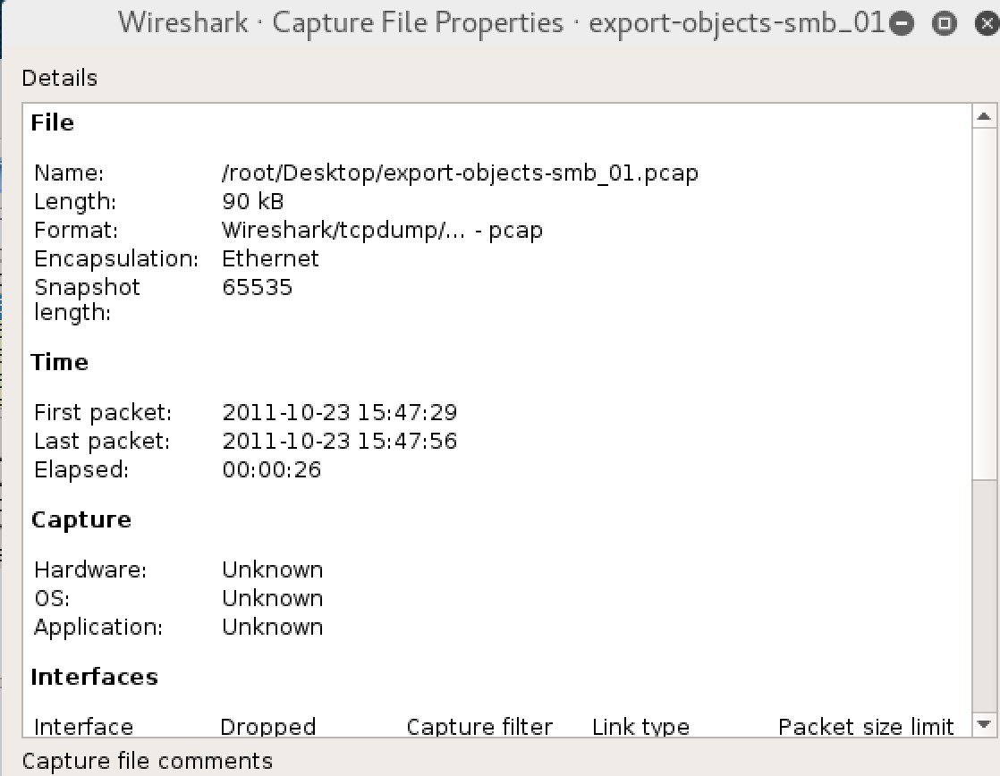 Wireshark · Capture File Properties · export-objects-smb_01
Details
File
Name: /root/Desktop/export-objects-smb_01.pcap
Length: 90 kB
Format: Wireshark/tcpdump/... - pcap
Encapsulation: Ethernet
Snapshot 65535
length:
Time
First packet: 2011-10-23 15:47:29
Last packet: 2011-10-23 15:47:56
Elapsed: 00:00:26
Capture
Hardware: Unknown
OS: Unknown
Application: Unknown
Interfaces
Interface Dropped Capture filter Link type Packet size limit
Capture file comments